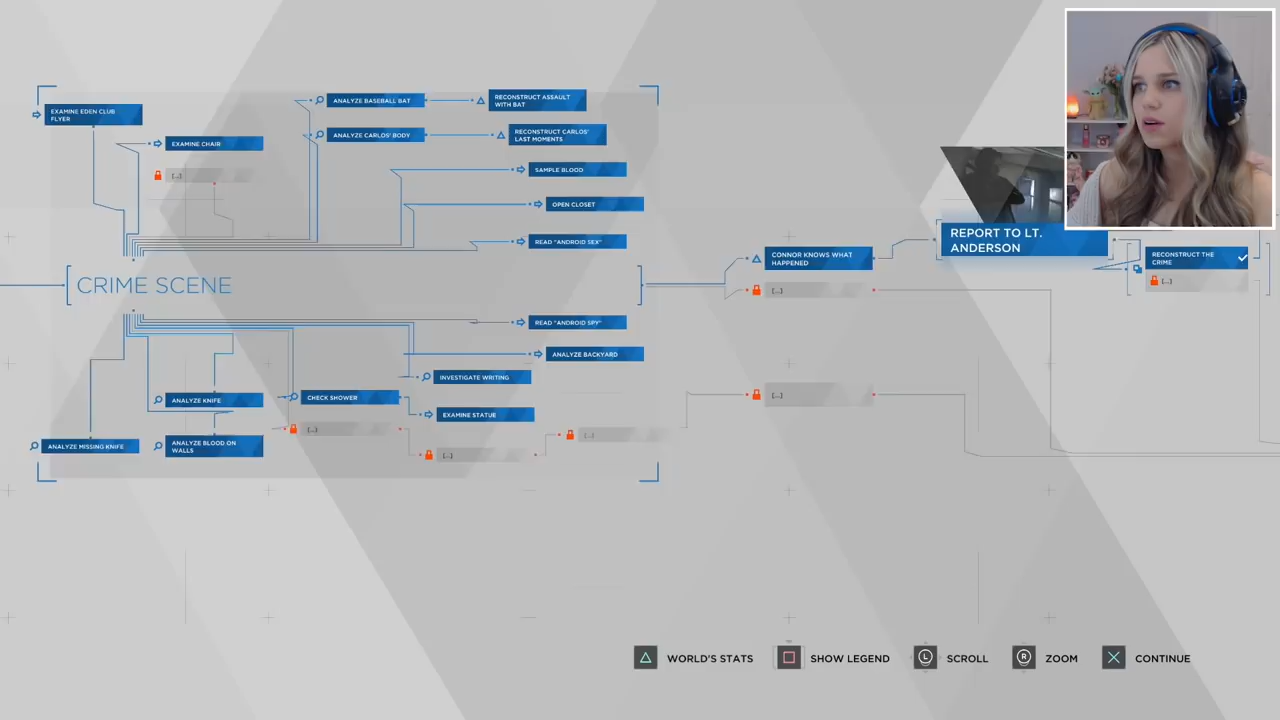 EXAMINE EDEN CLUB
FLYER
ANALYZE BASEBALL BAT
RECONSTRUCT ASSAULT
WITH BAT
EXAMINE CHAIR
ANALYZE CARLOS' BODY
RECONSTRUCT CARLOS'
LAST MOMENTS
[...]
SAMPLE BLOOD
OPEN CLOSET
READ "ANDROID SEX"
CRIME SCENE
CONNOR KNOWS WHAT
HAPPENED
[...]
REPORT TO LT.
ANDERSON
RECONSTRUCT THE
CRIME
[...]
READ "ANDROID SPY"
ANALYZE BACKYARD
INVESTIGATE WRITING
ANALYZE KNIFE
CHECK SHOWER
EXAMINE STATUE
[...]
ANALYZE MISSING KNIFE
ANALYZE BLOOD ON
WALLS
[...]
[...]
[...]
WORLD'S STATS
SHOW LEGEND
L
SCROLL
R
ZOOM
CONTINUE